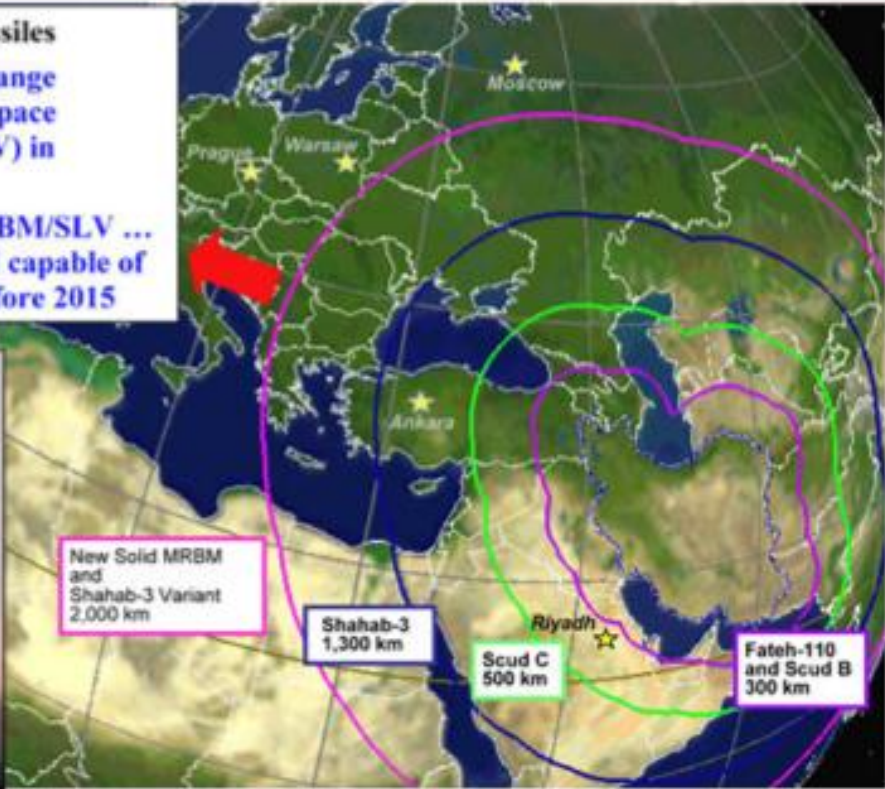 siles
ange
pace
V) in
BM/SLV …
capable of
fore 2015
Moscow
Prague
Warsaw
Ankara
New Solid MRBM
and
Shahab-3 Variant
2,000 km
Shahab-3
1,300 km
Riyadh
Scud C
500 km
Fateh-110
and Scud B
300 km